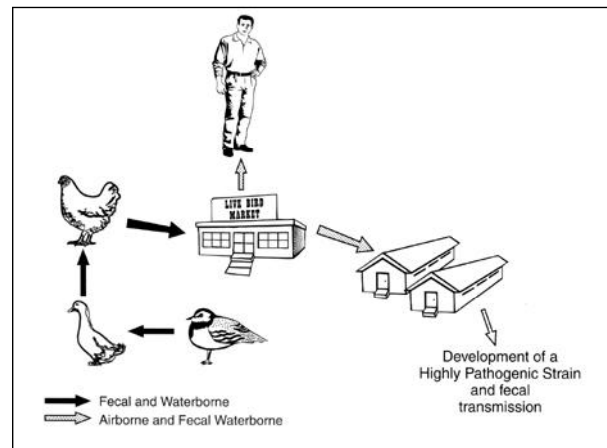 LIVE BIRD
MARKET
Development of a
Highly Pathogenic Strain
and fecal
transmission
Fecal and Waterborne
Airborne and Fecal Waterborne